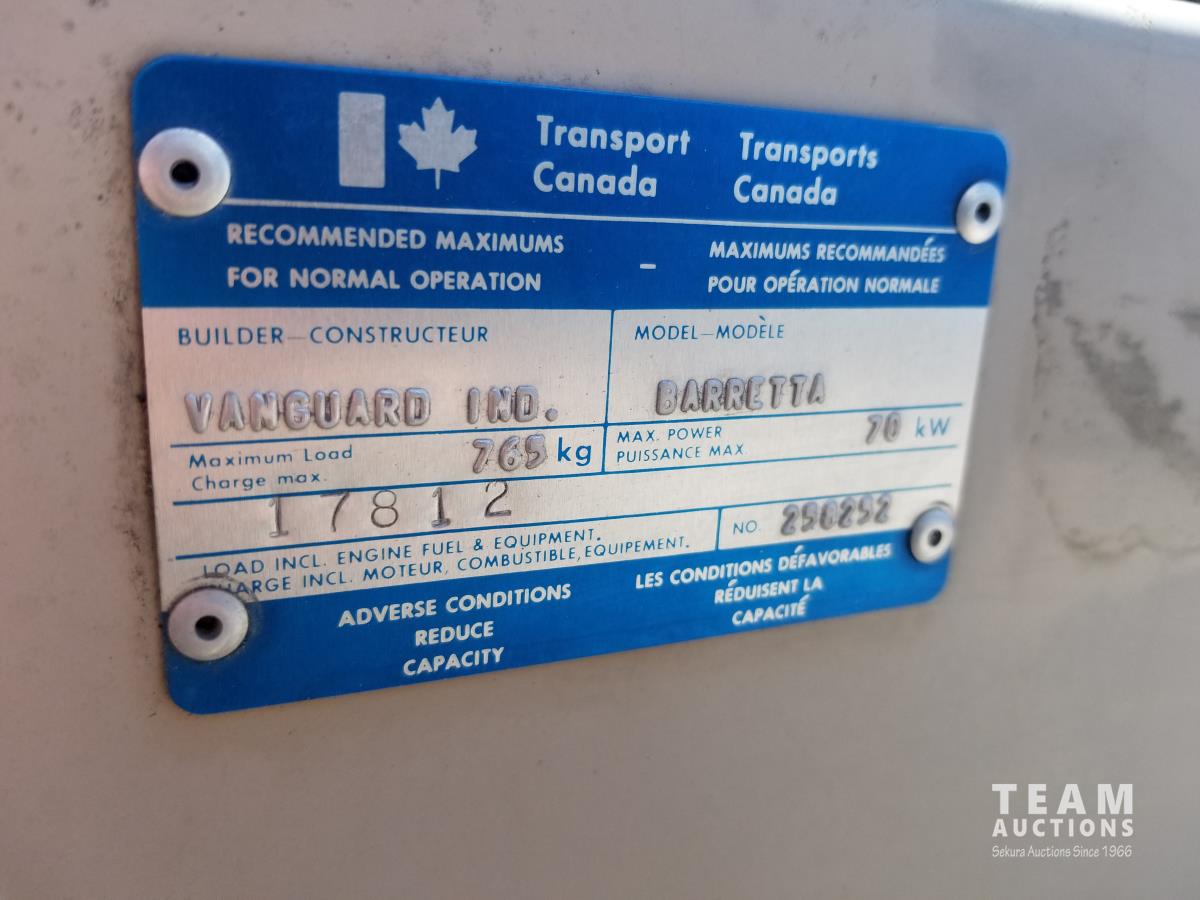 Transport Canada
Transports Canada
RECOMMENDED MAXIMUMS
FOR NORMAL OPERATION
–
MAXIMUMS RECOMMANDÉES
POUR OPÉRATION NORMALE
BUILDER—CONSTRUCTEUR
VANGUARD IND.
MODEL—MODÈLE
BARRETTA
Maximum Load
Charge max.
765 kg
MAX. POWER
PUISSANCE MAX
70 kW
17812
LOAD INCL. ENGINE FUEL & EQUIPMENT.
CHARGE INCL. MOTEUR, COMBUSTIBLE, EQUIPEMENT.
NO.
ADVERSE CONDITIONS
REDUCE
CAPACITY
LES CONDITIONS DÉFAVORABLES
RÉDUISENT LA
CAPACITÉ
TEAM
AUCTIONS
Sekura Auctions Since 1966